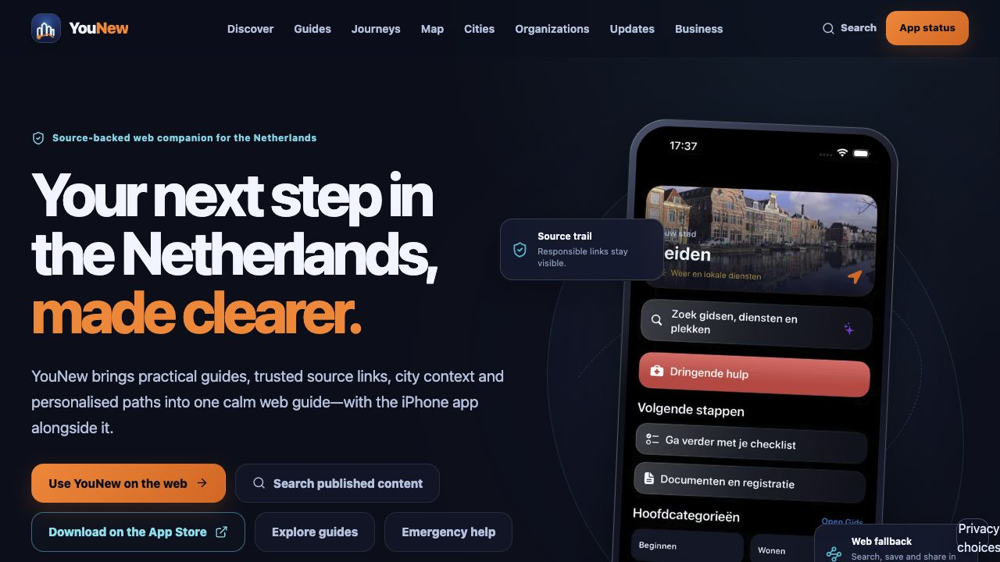 YouNew
Discover
Guides
Journeys
Map
Cities
Organizations
Updates
Business
Search
App status
Source-backed web companion for the Netherlands
Your next step in
the Netherlands,
made clearer.
YouNew brings practical guides, trusted source links, city context and
personalised paths into one calm web guide—with the iPhone app
alongside it.
Use YouNew on the web
Search published content
Download on the App Store
Explore guides
Emergency help
17:37
Source trail
Responsible links stay
visible.
uw stad
eiden
Weer en lokale diensten
Zoek gidsen, diensten en
plekken
Dringende hulp
Volgende stappen
Ga verder met je checklist
Documenten en registratie
Hoofdcategorieën
Open Gids
Beginnen
Wonen
Web fallback
Search, save and share in
Privacy
choices